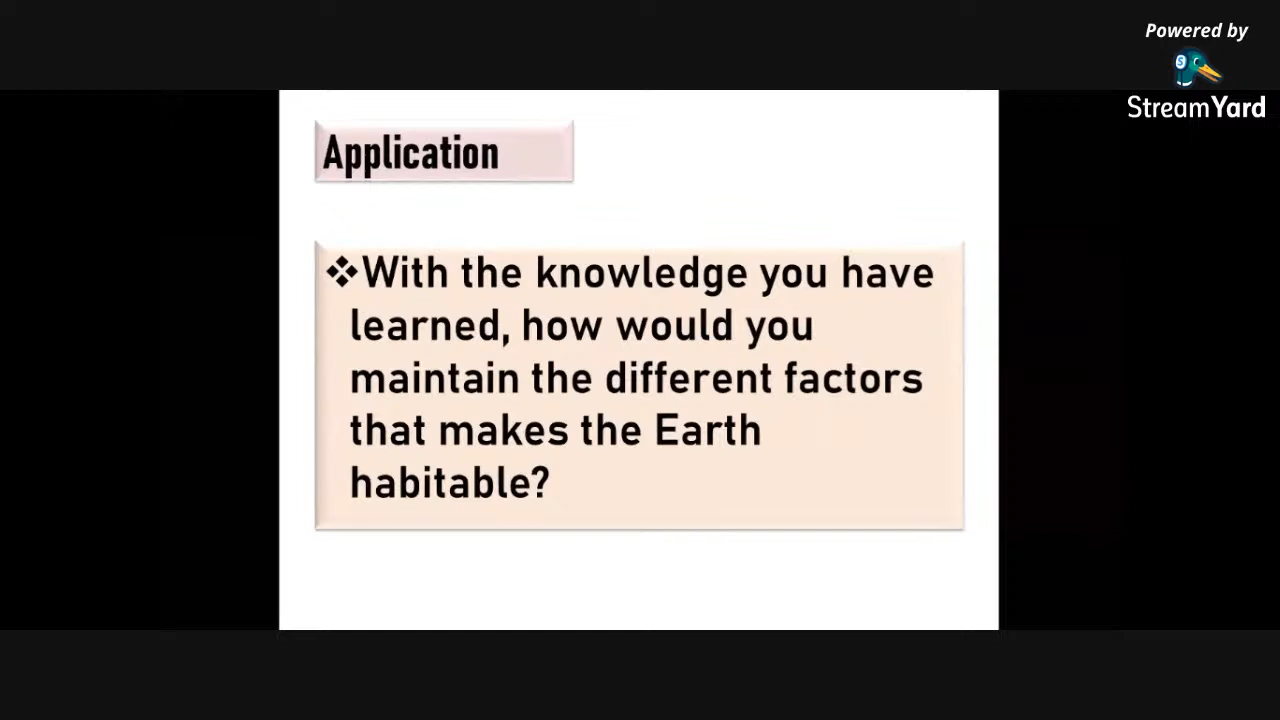 Powered by
StreamYard
Application
❖With the knowledge you have
learned, how would you
maintain the different factors
that makes the Earth
habitable?